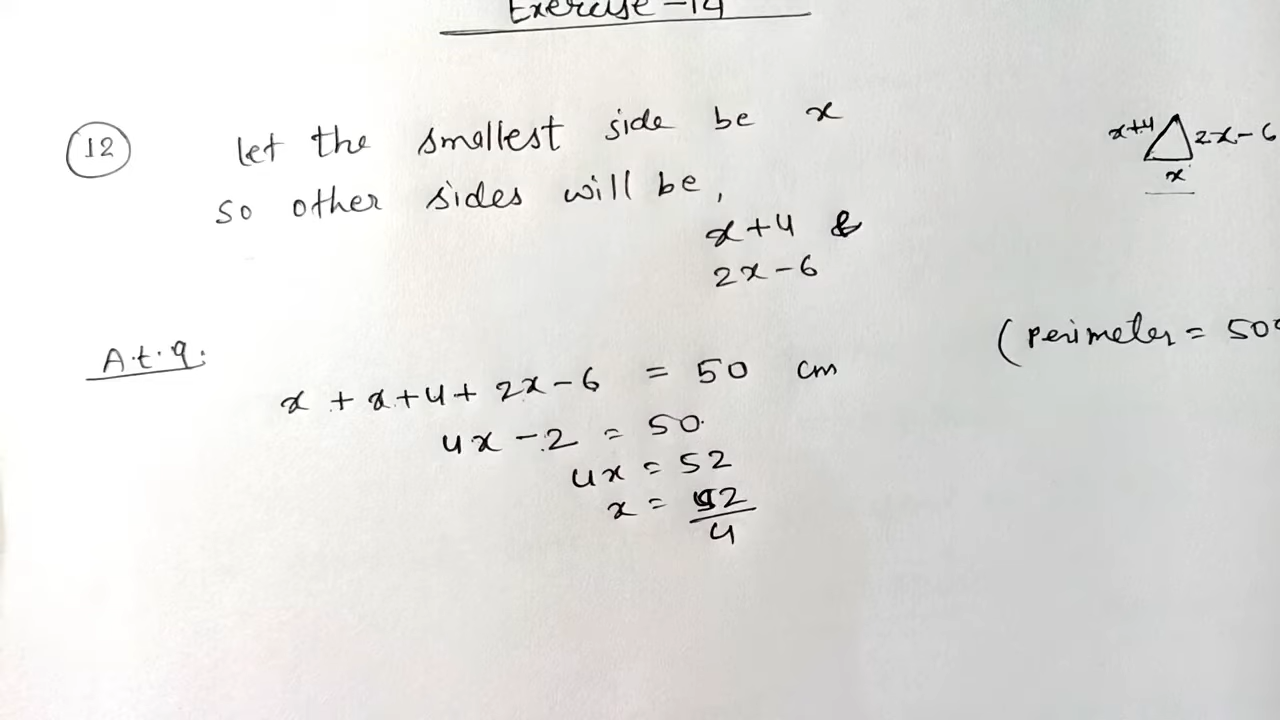 Exercise - 14
12 let the smallest side be x
so other sides will be,
x+4 &
2x-6
x+4 2x-6
x
A.t.q.
(perimeter = 50
x + x+4 + 2x-6 = 50 cm
4x - 2 = 50
4x = 52
x = 52/4